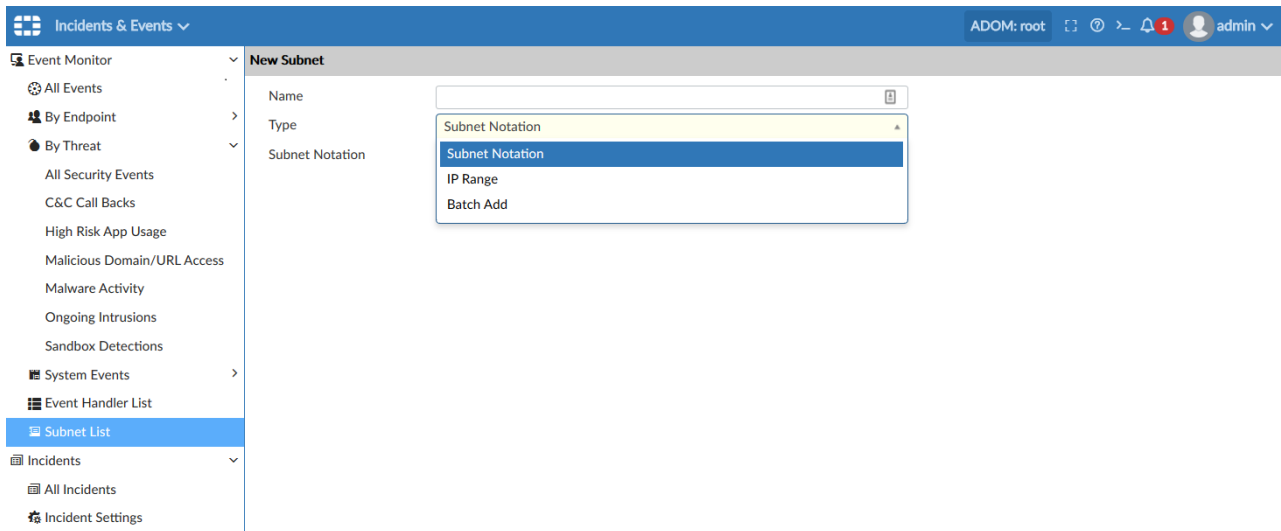 Incidents & Events
ADOM: root
>_
1
admin
Event Monitor
All Events
By Endpoint
By Threat
All Security Events
C&C Call Backs
High Risk App Usage
Malicious Domain/URL Access
Malware Activity
Ongoing Intrusions
Sandbox Detections
System Events
Event Handler List
Subnet List
Incidents
All Incidents
Incident Settings
New Subnet
Name
Type
Subnet Notation
Subnet Notation
Subnet Notation
IP Range
Batch Add